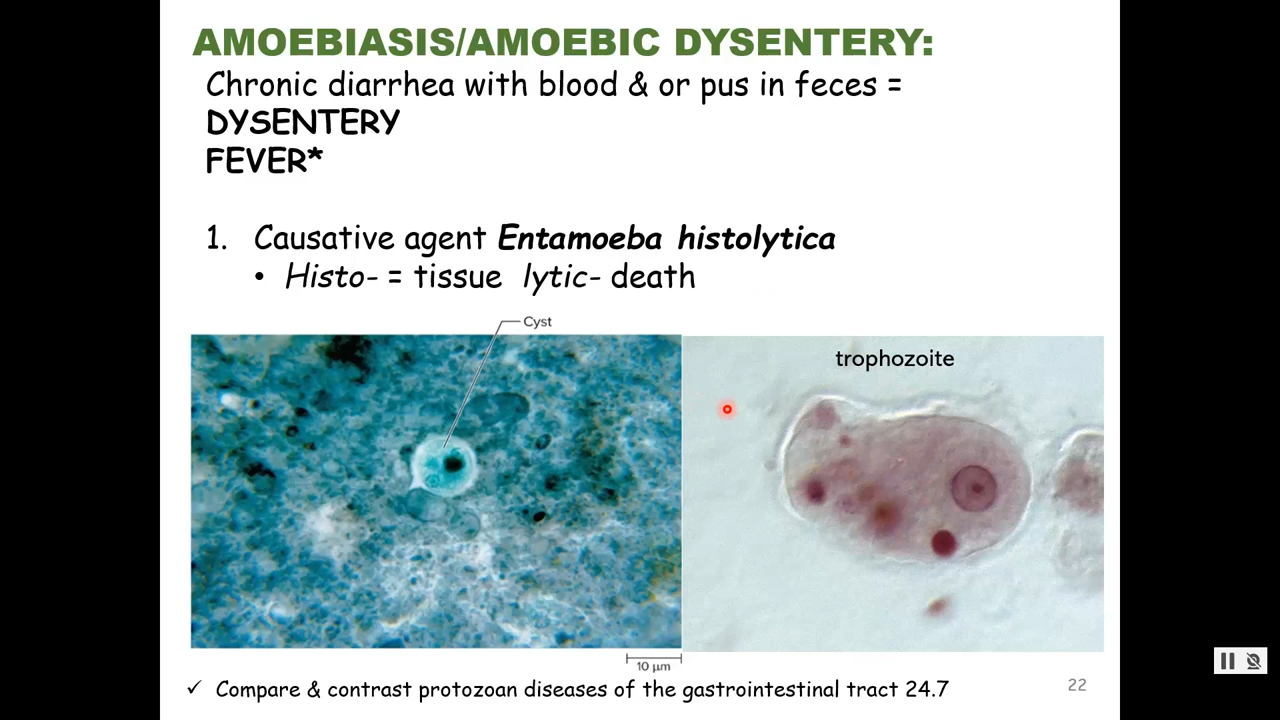 AMOEBIASIS/AMOEBIC DYSENTERY:
Chronic diarrhea with blood & or pus in feces =
DYSENTERY
FEVER*
1. Causative agent Entamoeba histolytica
• Histo- = tissue lytic- death
Cyst
trophozoite
10 µm
✓ Compare & contrast protozoan diseases of the gastrointestinal tract 24.7
22